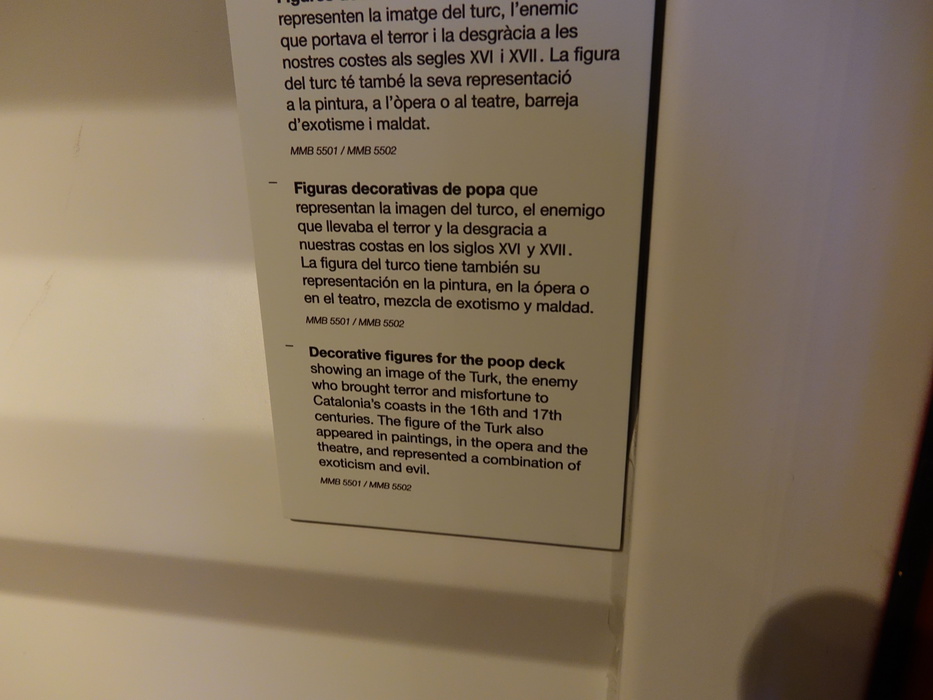 representen la imatge del turc, l'enemic
que portava el terror i la desgràcia a les
nostres costes als segles XVI i XVII. La figura
del turc té també la seva representació
a la pintura, a l'òpera o al teatre, barreja
d'exotisme i maldat.
MMB 5501 / MMB 5502
– Figuras decorativas de popa que
representan la imagen del turco, el enemigo
que llevaba el terror y la desgracia a
nuestras costas en los siglos XVI y XVII.
La figura del turco tiene también su
representación en la pintura, en la ópera o
en el teatro, mezcla de exotismo y maldad.
MMB 5501 / MMB 5502
– Decorative figures for the poop deck
showing an image of the Turk, the enemy
who brought terror and misfortune to
Catalonia's coasts in the 16th and 17th
centuries. The figure of the Turk also
appeared in paintings, in the opera and the
theatre, and represented a combination of
exoticism and evil.
MMB 5501 / MMB 5502